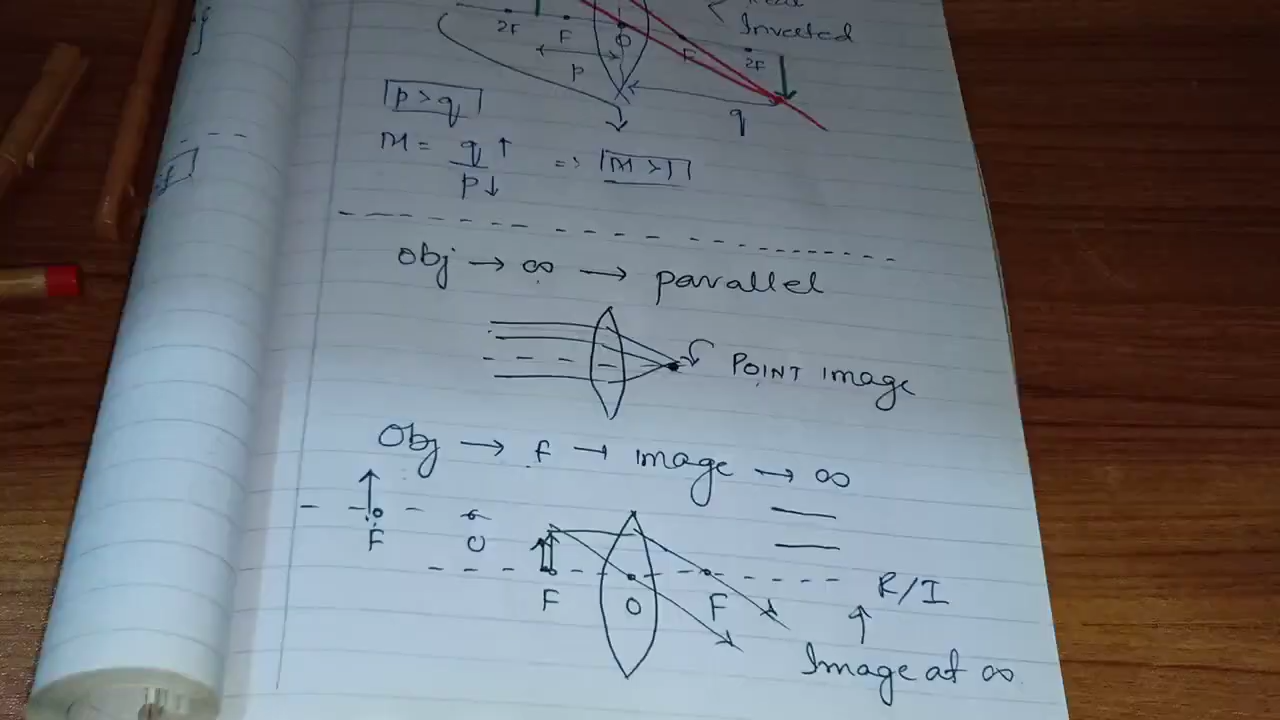 Inverted
2F F O F 2F
p
q
p > q
M = q↑ / p↓ => M > 1
Obj → ∞ → parallel
POINT image
Obj → F → image → ∞
F O
F O F R/I
Image at ∞